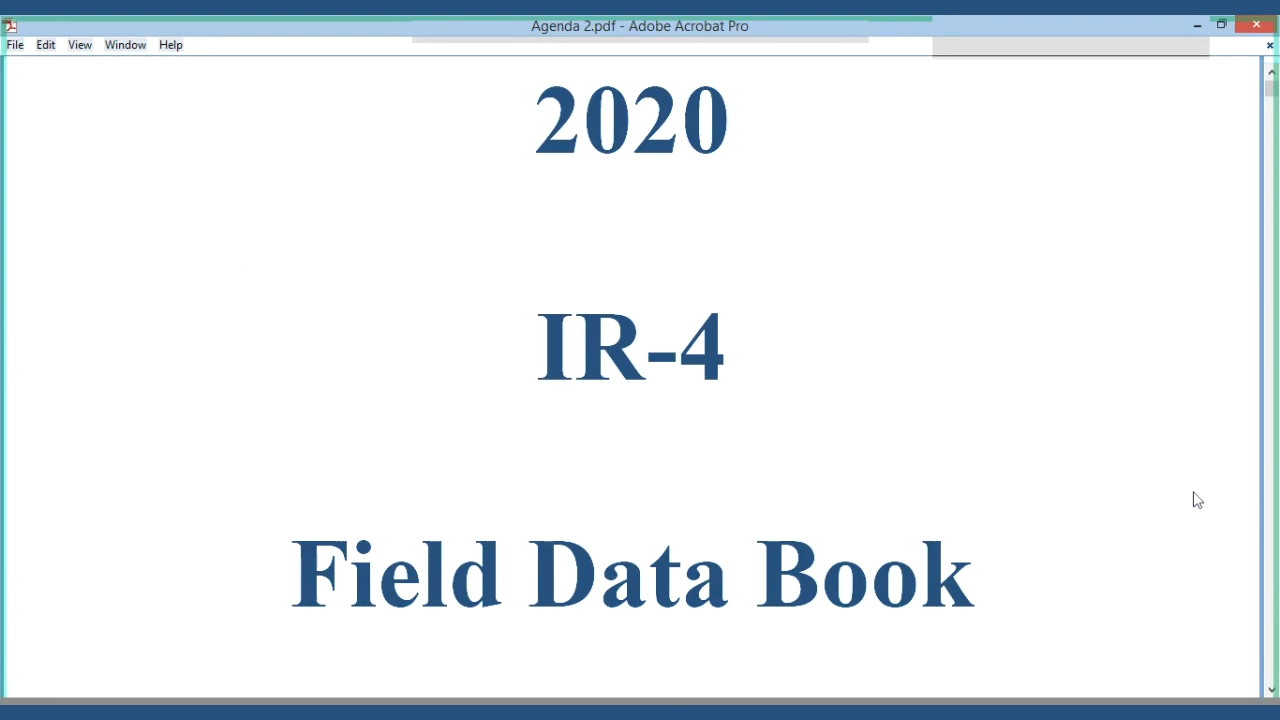 Agenda 2.pdf - Adobe Acrobat Pro
File Edit View Window Help
2020
IR-4
Field Data Book